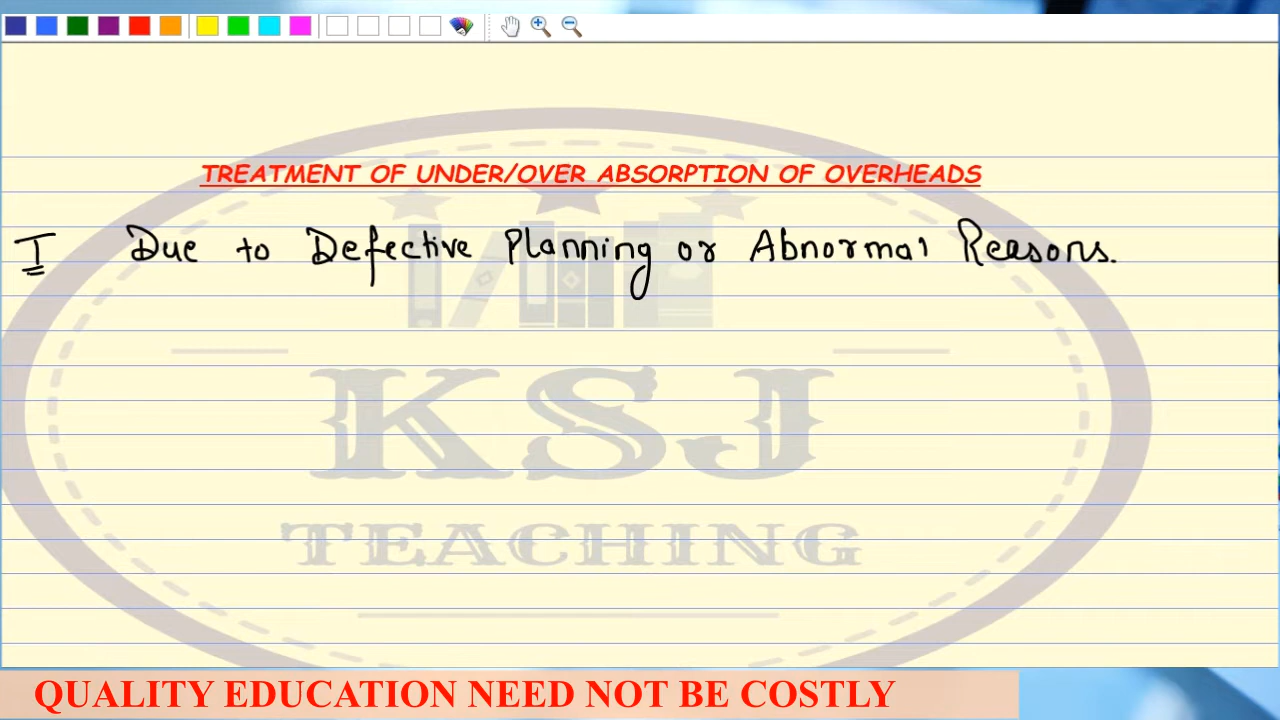 TREATMENT OF UNDER/OVER ABSORPTION OF OVERHEADS
I Due to Defective Planning or Abnormal Reasons.
KSJ
TEACHING
QUALITY EDUCATION NEED NOT BE COSTLY